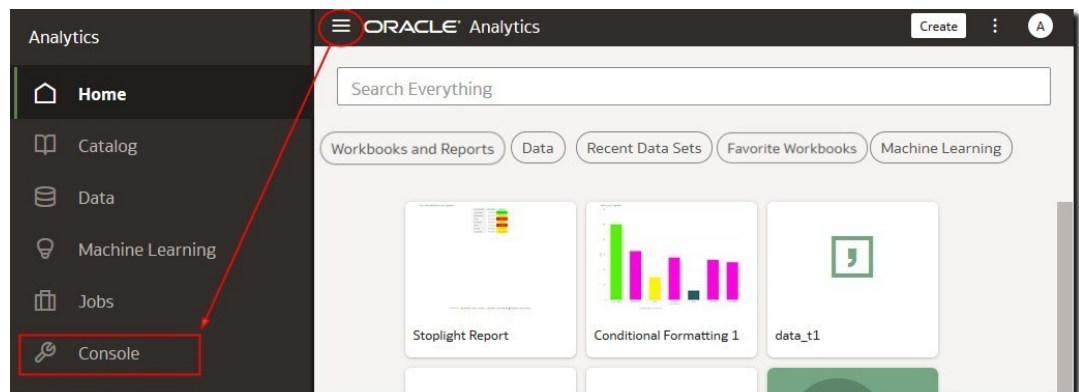 Analytics
Home
Catalog
Data
Machine Learning
Jobs
Console
ORACLE Analytics
Create
A
Search Everything
Workbooks and Reports
Data
Recent Data Sets
Favorite Workbooks
Machine Learning
Stoplight Report
Conditional Formatting 1
data_t1